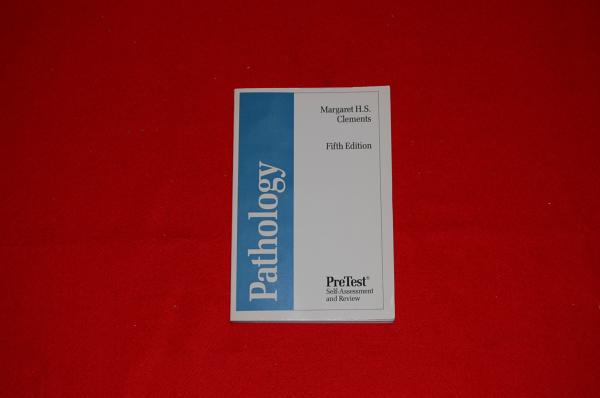 Pathology
Margaret H.S.
Clements
Fifth Edition
PreTest®
Self-Assessment
and Review